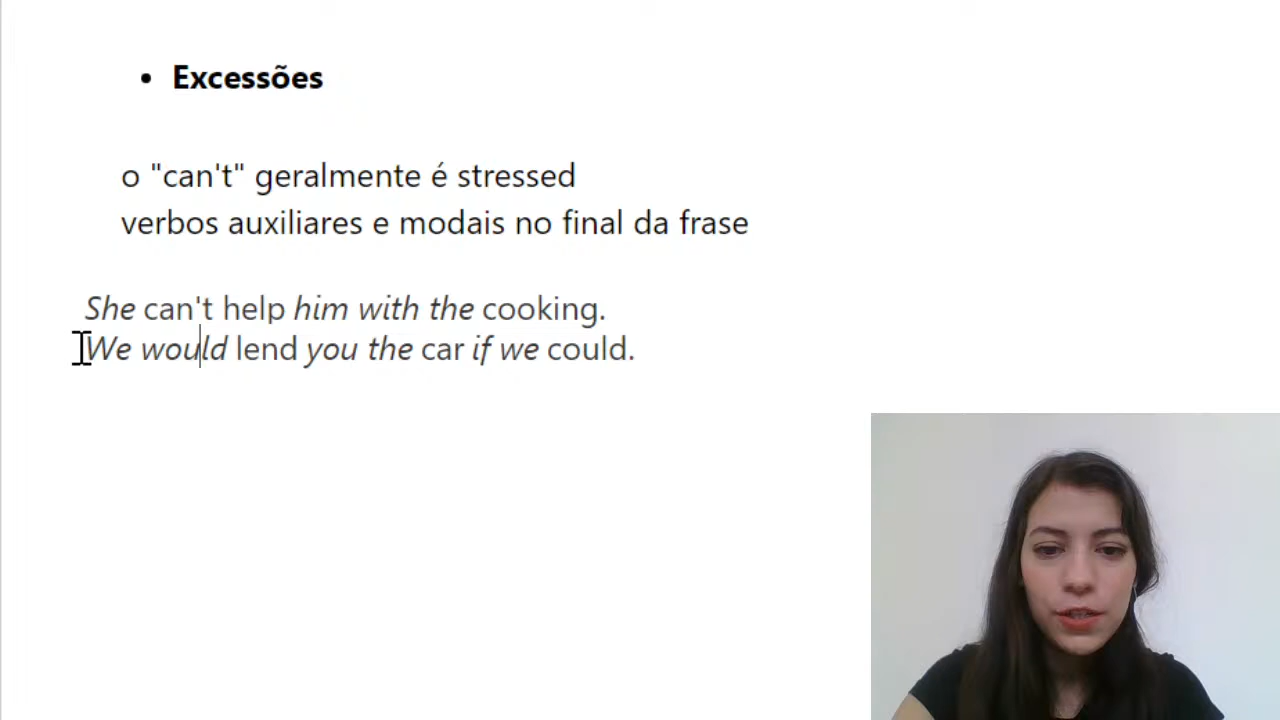 • Excessões
o "can't" geralmente é stressed
verbos auxiliares e modais no final da frase
She can't help him with the cooking.
We would lend you the car if we could.